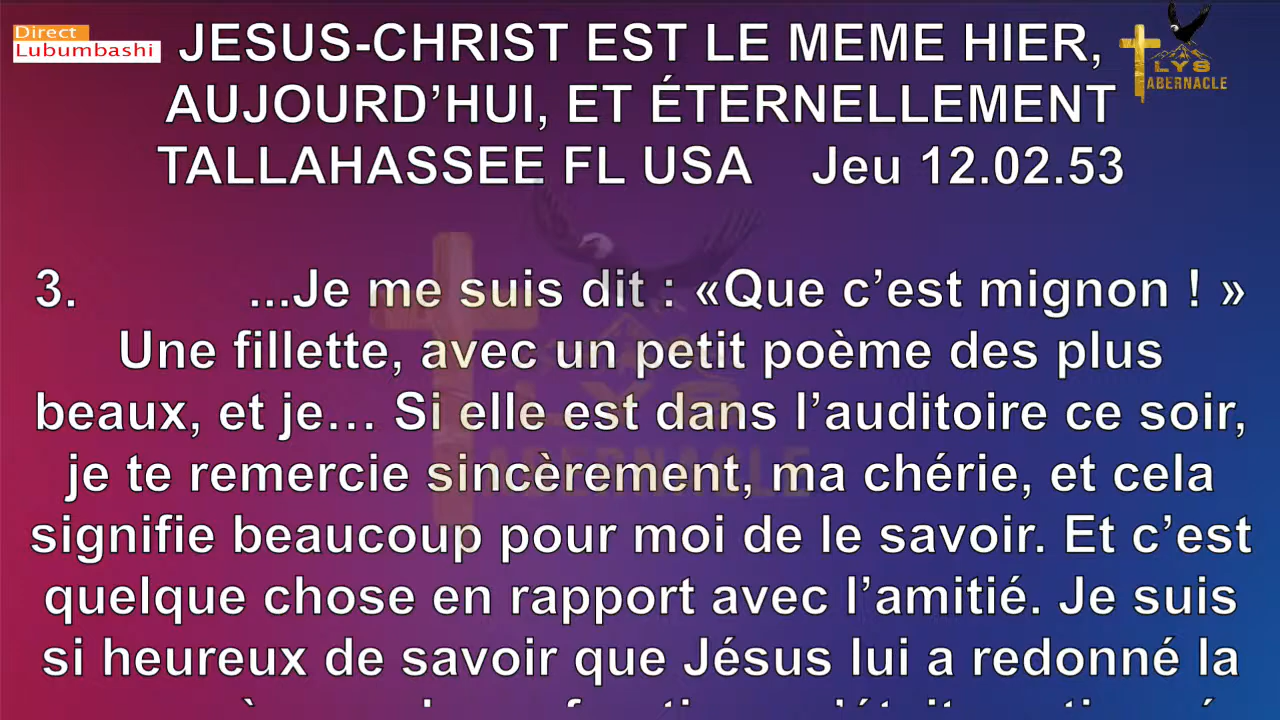 Direct
Lubumbashi
JESUS-CHRIST EST LE MEME HIER,
AUJOURD’HUI, ET ÉTERNELLEMENT
TALLAHASSEE FL USA Jeu 12.02.53
LYS
TABERNACLE
3. ...Je me suis dit : «Que c’est mignon ! »
Une fillette, avec un petit poème des plus
beaux, et je… Si elle est dans l’auditoire ce soir,
je te remercie sincèrement, ma chérie, et cela
signifie beaucoup pour moi de le savoir. Et c’est
quelque chose en rapport avec l’amitié. Je suis
si heureux de savoir que Jésus lui a redonné la
LYS
TABERNACLE